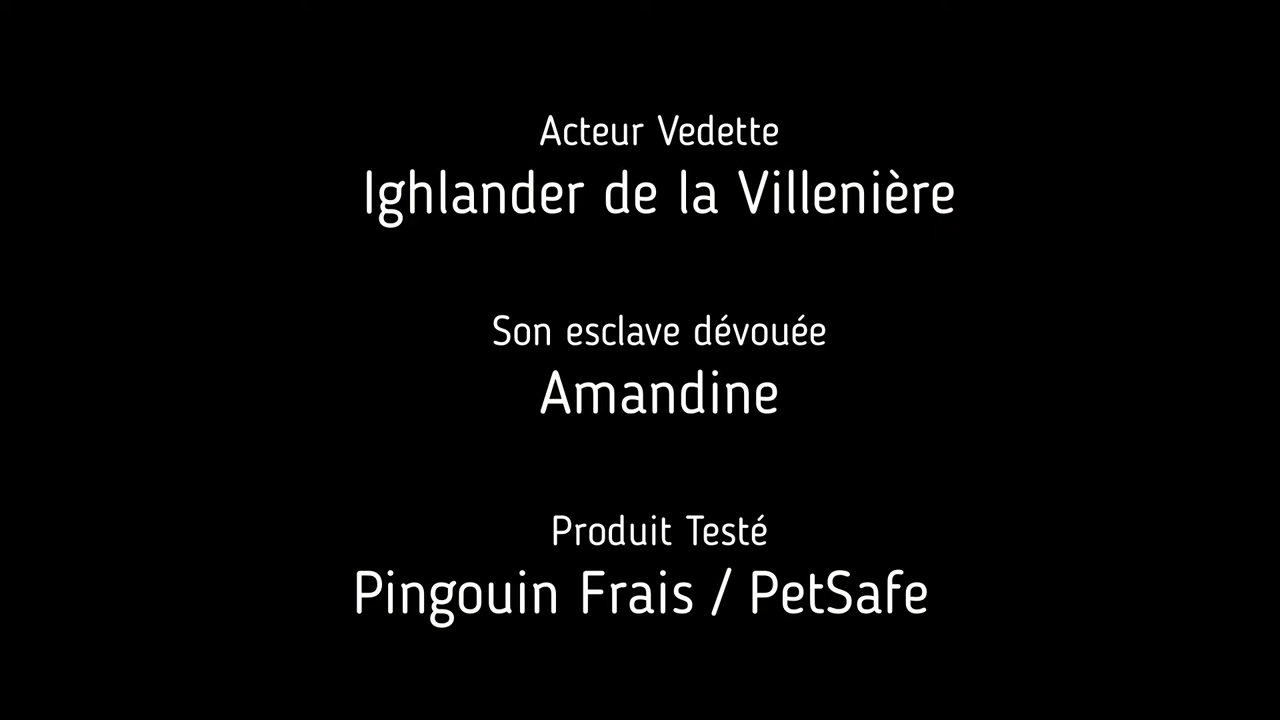 Acteur Vedette
Ighlander de la Villenière
Son esclave dévouée
Amandine
Produit Testé
Pingouin Frais / PetSafe